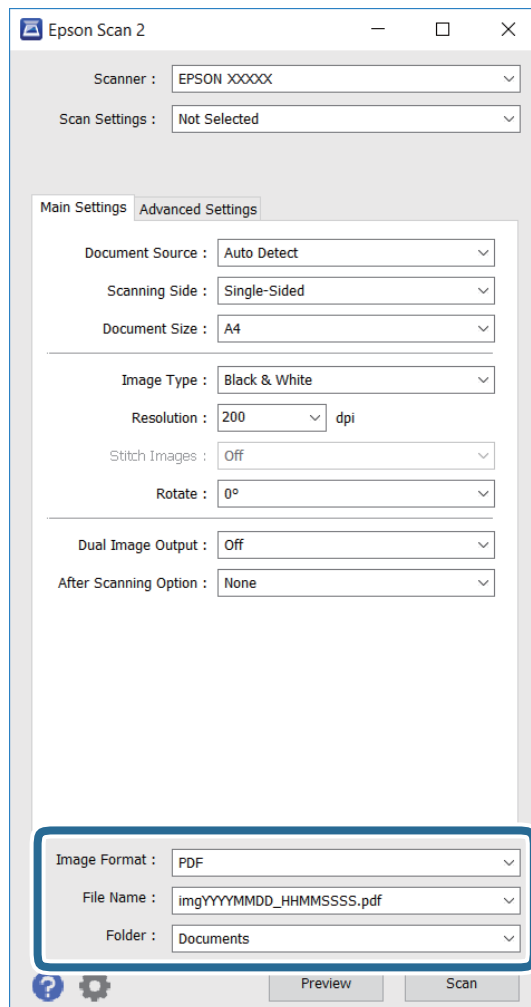 Epson Scan 2
Scanner : EPSON XXXXX
Scan Settings : Not Selected
Main Settings Advanced Settings
Document Source : Auto Detect
Scanning Side : Single-Sided
Document Size : A4
Image Type : Black & White
Resolution : 200 dpi
Stitch Images : Off
Rotate : 0º
Dual Image Output : Off
After Scanning Option : None
Image Format : PDF
File Name : imgYYYYMMDD_HHMMSSSS.pdf
Folder : Documents
? Preview Scan